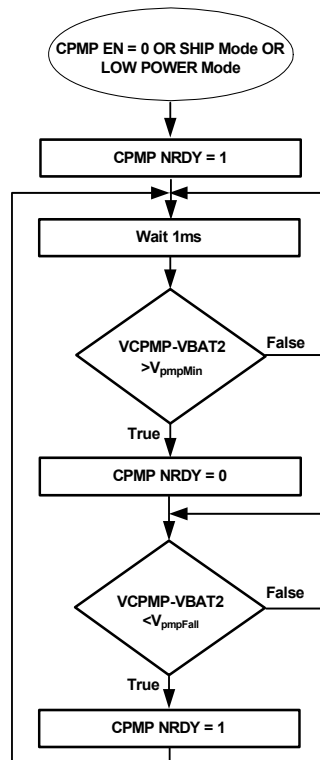 CPMP EN = 0 OR SHIP Mode OR
LOW POWER Mode
CPMP NRDY = 1
Wait 1ms
VCPMP-VBAT2
>VpmpMin
False
True
CPMP NRDY = 0
VCPMP-VBAT2
<VpmpFall
False
True
CPMP NRDY = 1